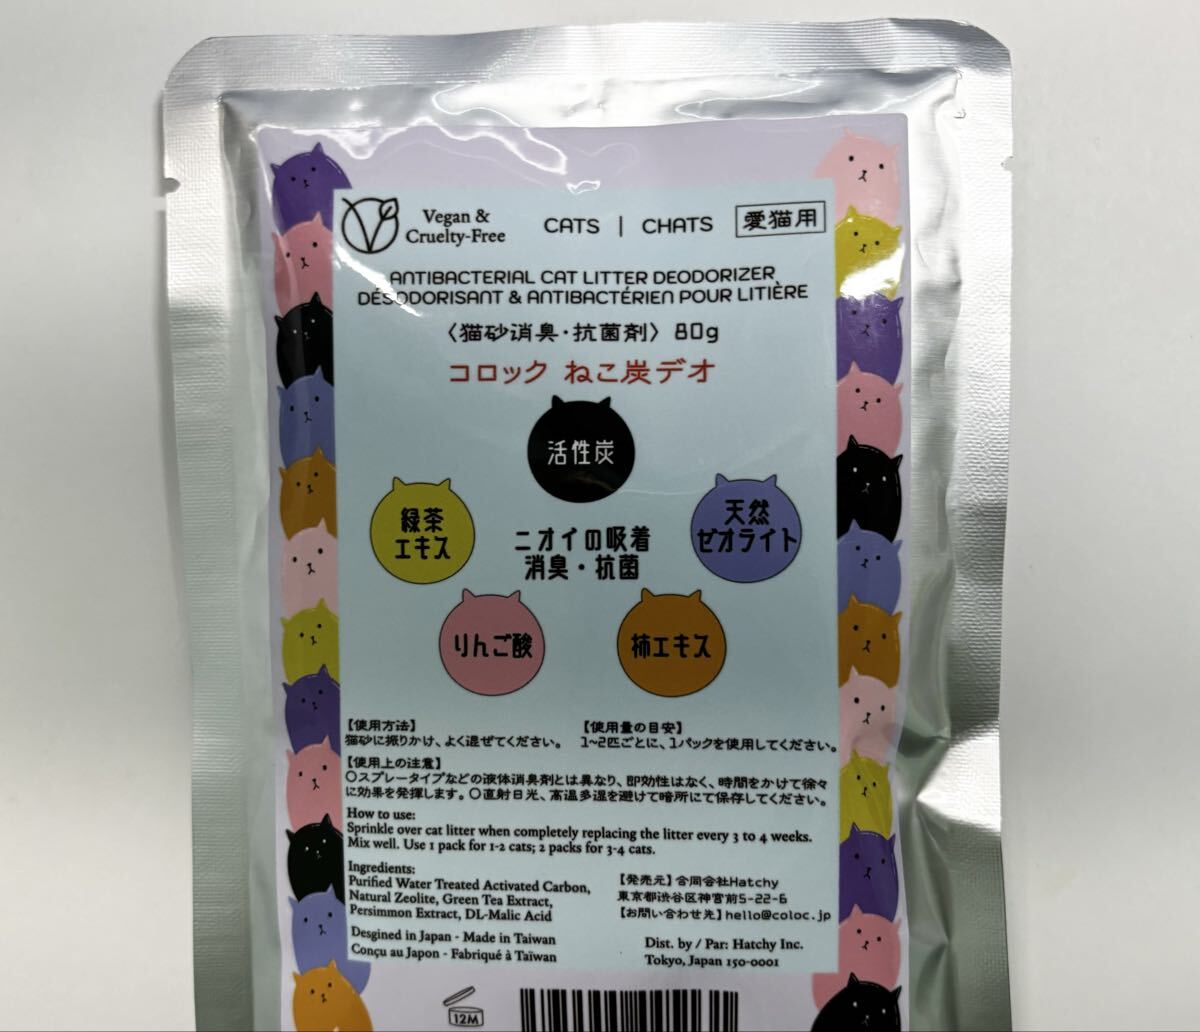 Vegan &
Cruelty-Free
CATS | CHATS
愛猫用
ANTIBACTERIAL CAT LITTER DEODORIZER
DÉSODORISANT & ANTIBACTÉRIEN POUR LITIÈRE
〈猫砂消臭・抗菌剤〉 80g
コロック ねこ炭デオ
活性炭
緑茶
エキス
天然
ゼオライト
ニオイの吸着
消臭・抗菌
りんご酸
柿エキス
【使用方法】
猫砂に振りかけ、よく混ぜてください。
【使用量の目安】
1~2匹ごとに、1パックを使用してください。
【使用上の注意】
○スプレータイプなどの液体消臭剤とは異なり、即効性はなく、時間をかけて徐々
に効果を発揮します。○直射日光、高温多湿を避けて暗所にて保存してください。
How to use:
Sprinkle over cat litter when completely replacing the litter every 3 to 4 weeks.
Mix well. Use 1 pack for 1-2 cats; 2 packs for 3-4 cats.
Ingredients:
Purified Water Treated Activated Carbon,
Natural Zeolite, Green Tea Extract,
Persimmon Extract, DL-Malic Acid
Desgined in Japan - Made in Taiwan
Conçu au Japon - Fabriqué à Taïwan
【発売元】合同会社Hatchy
東京都渋谷区神宮前5-22-6
【お問い合わせ先】hello@coloc.jp
Dist. by / Par: Hatchy Inc.
Tokyo, Japan 150-0001
12M